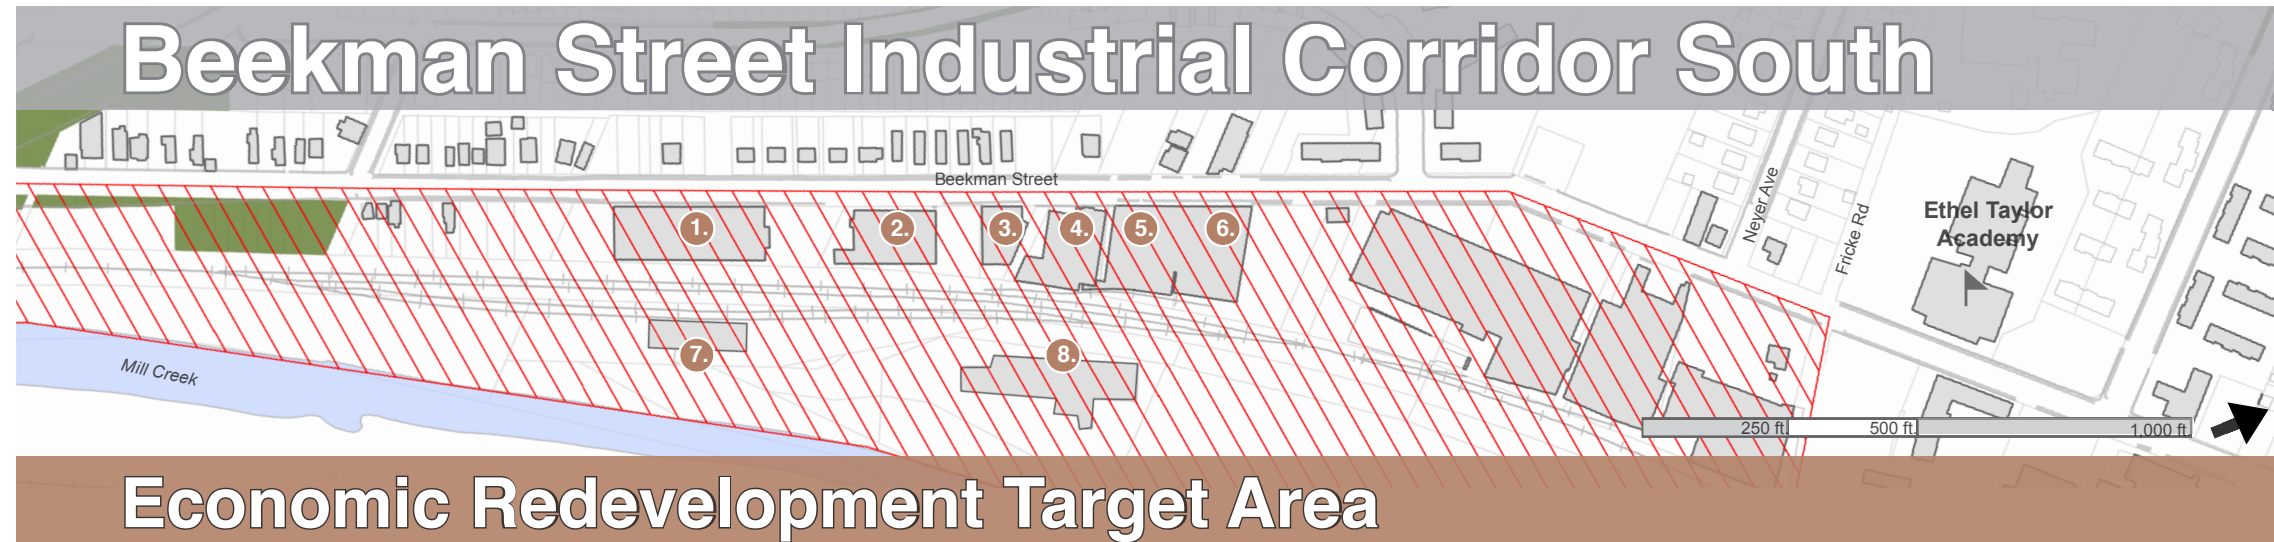 Beekman Street Industrial Corridor South
Beekman Street
Neyer Ave
Fricke Rd
Ethel Taylor
Academy
1.
2.
3.
4.
5.
6.
7.
8.
Mill Creek
250 ft.
500 ft.
1,000 ft.
Economic Redevelopment Target Area